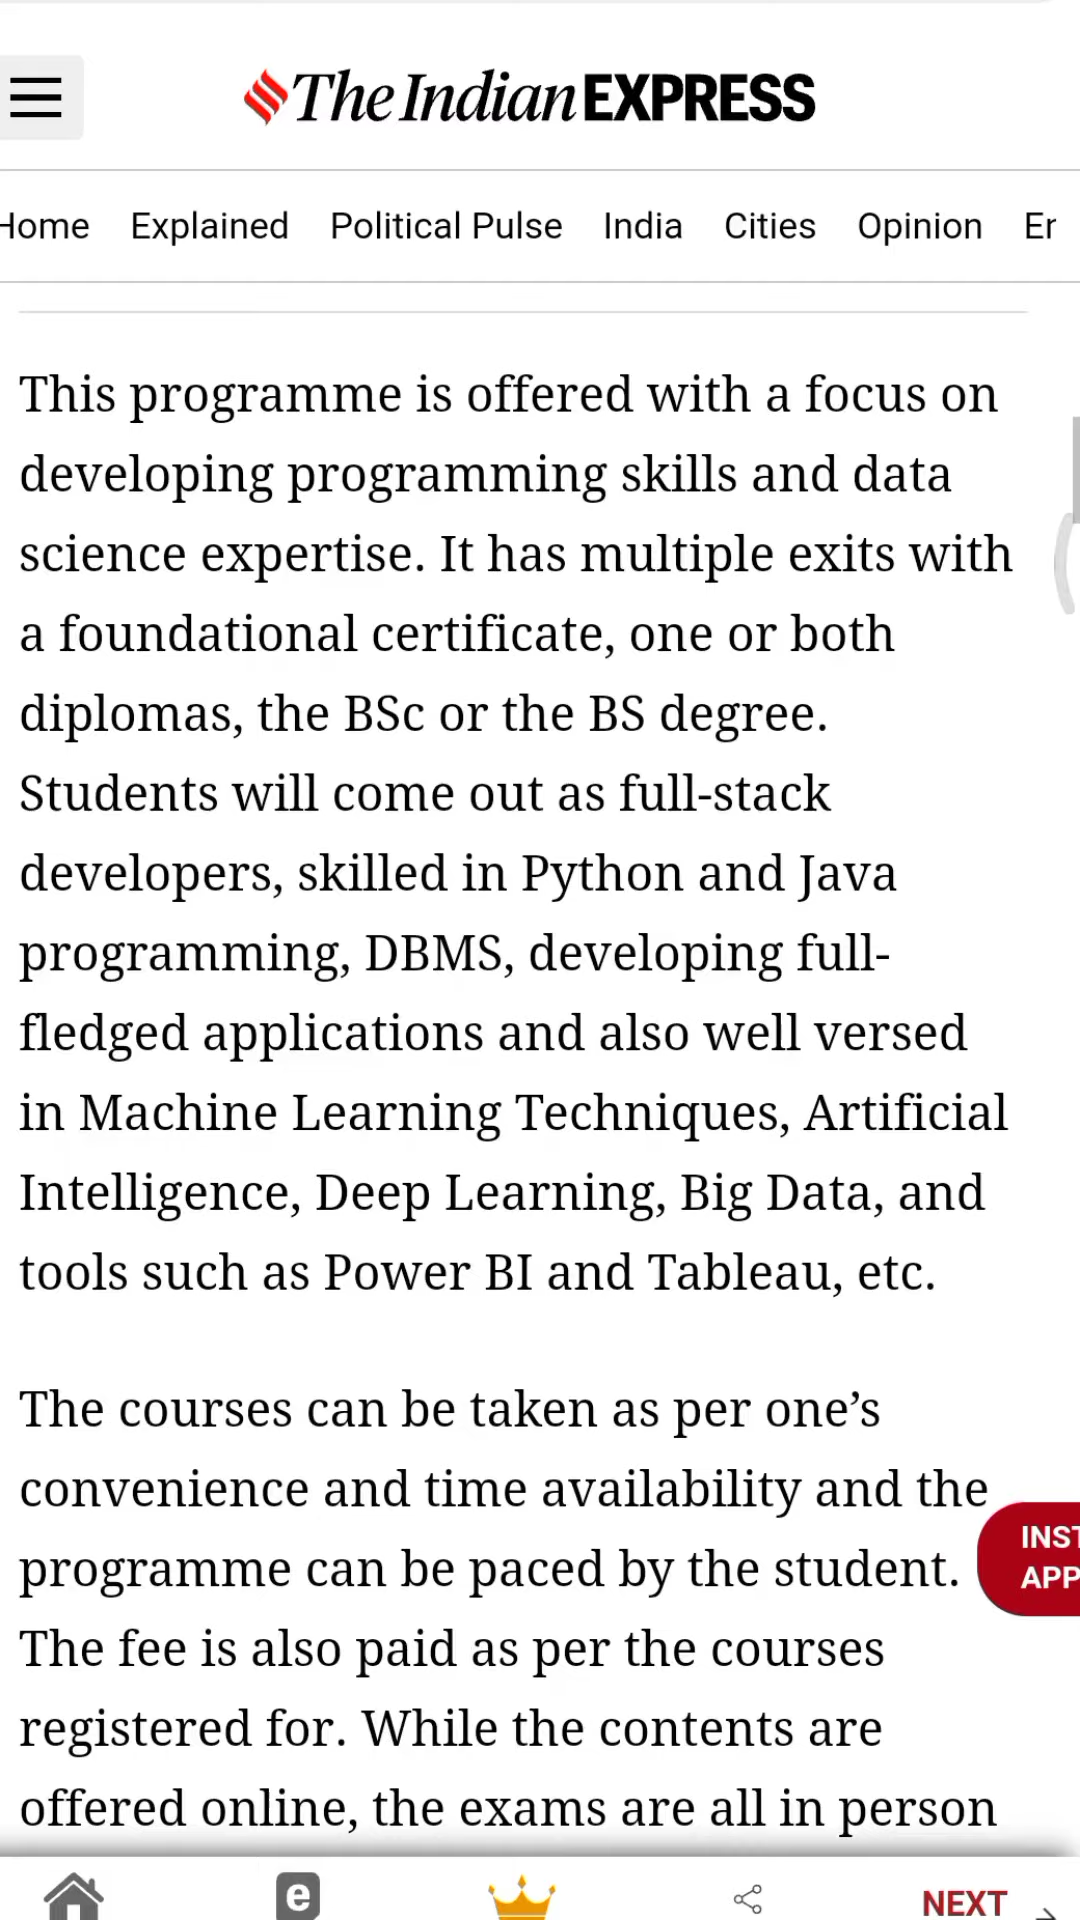 The Indian EXPRESS
Home Explained Political Pulse India Cities Opinion
This programme is offered with a focus on
developing programming skills and data
science expertise. It has multiple exits with
a foundational certificate, one or both
diplomas, the BSc or the BS degree.
Students will come out as full-stack
developers, skilled in Python and Java
programming, DBMS, developing full-
fledged applications and also well versed
in Machine Learning Techniques, Artificial
Intelligence, Deep Learning, Big Data, and
tools such as Power BI and Tableau, etc.
The courses can be taken as per one’s
convenience and time availability and the
programme can be paced by the student.
INST
APP
The fee is also paid as per the courses
registered for. While the contents are
offered online, the exams are all in person
e
NEXT